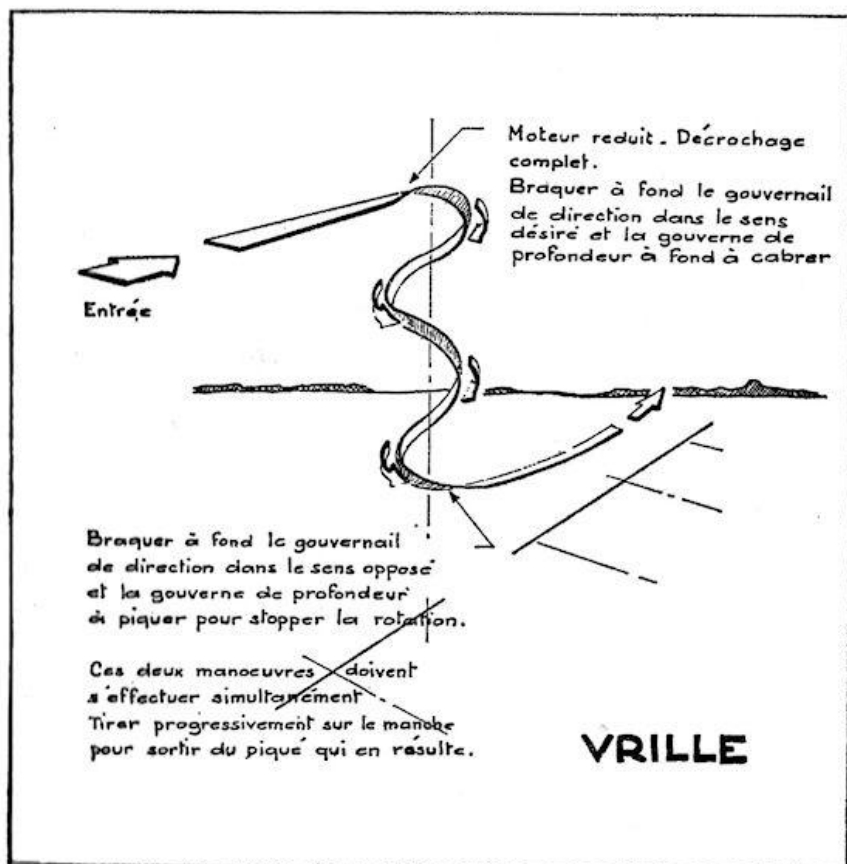 Moteur reduit. Décrochage
complet.
Braquer à fond le gouvernail
de direction dans le sens
désiré et la gouverne de
profondeur à fond à cabrer
Entrée
Braquer à fond le gouvernail
de direction dans le sens opposé
et la gouverne de profondeur
à piquer pour stopper la rotation.
Ces deux manoeuvres doivent
s'effectuer simultanément
Tirer progressivement sur le manche
pour sortir du piqué qui en résulte.
VRILLE